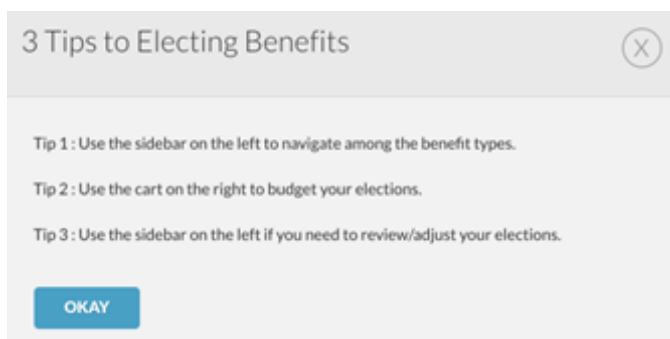 3 Tips to Electing Benefits
X
Tip 1 : Use the sidebar on the left to navigate among the benefit types.
Tip 2 : Use the cart on the right to budget your elections.
Tip 3 : Use the sidebar on the left if you need to review/adjust your elections.
OKAY